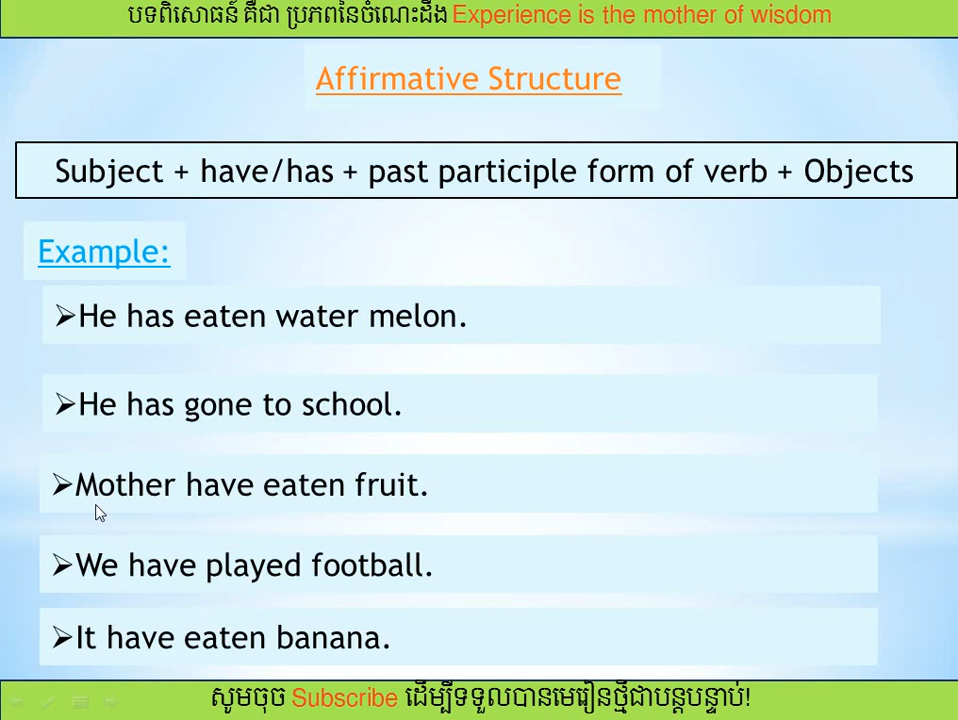 បទពិសោធន៍ គឺជា ប្រភពនៃចំណេះដឹង Experience is the mother of wisdom
Affirmative Structure
Subject + have/has + past participle form of verb + Objects
Example:
➢He has eaten water melon.
➢He has gone to school.
➢Mother have eaten fruit.
➢We have played football.
➢It have eaten banana.
សូមចុច Subscribe ដើម្បីទទួលបានមេរៀនថ្មីជាបន្តបន្ទាប់!